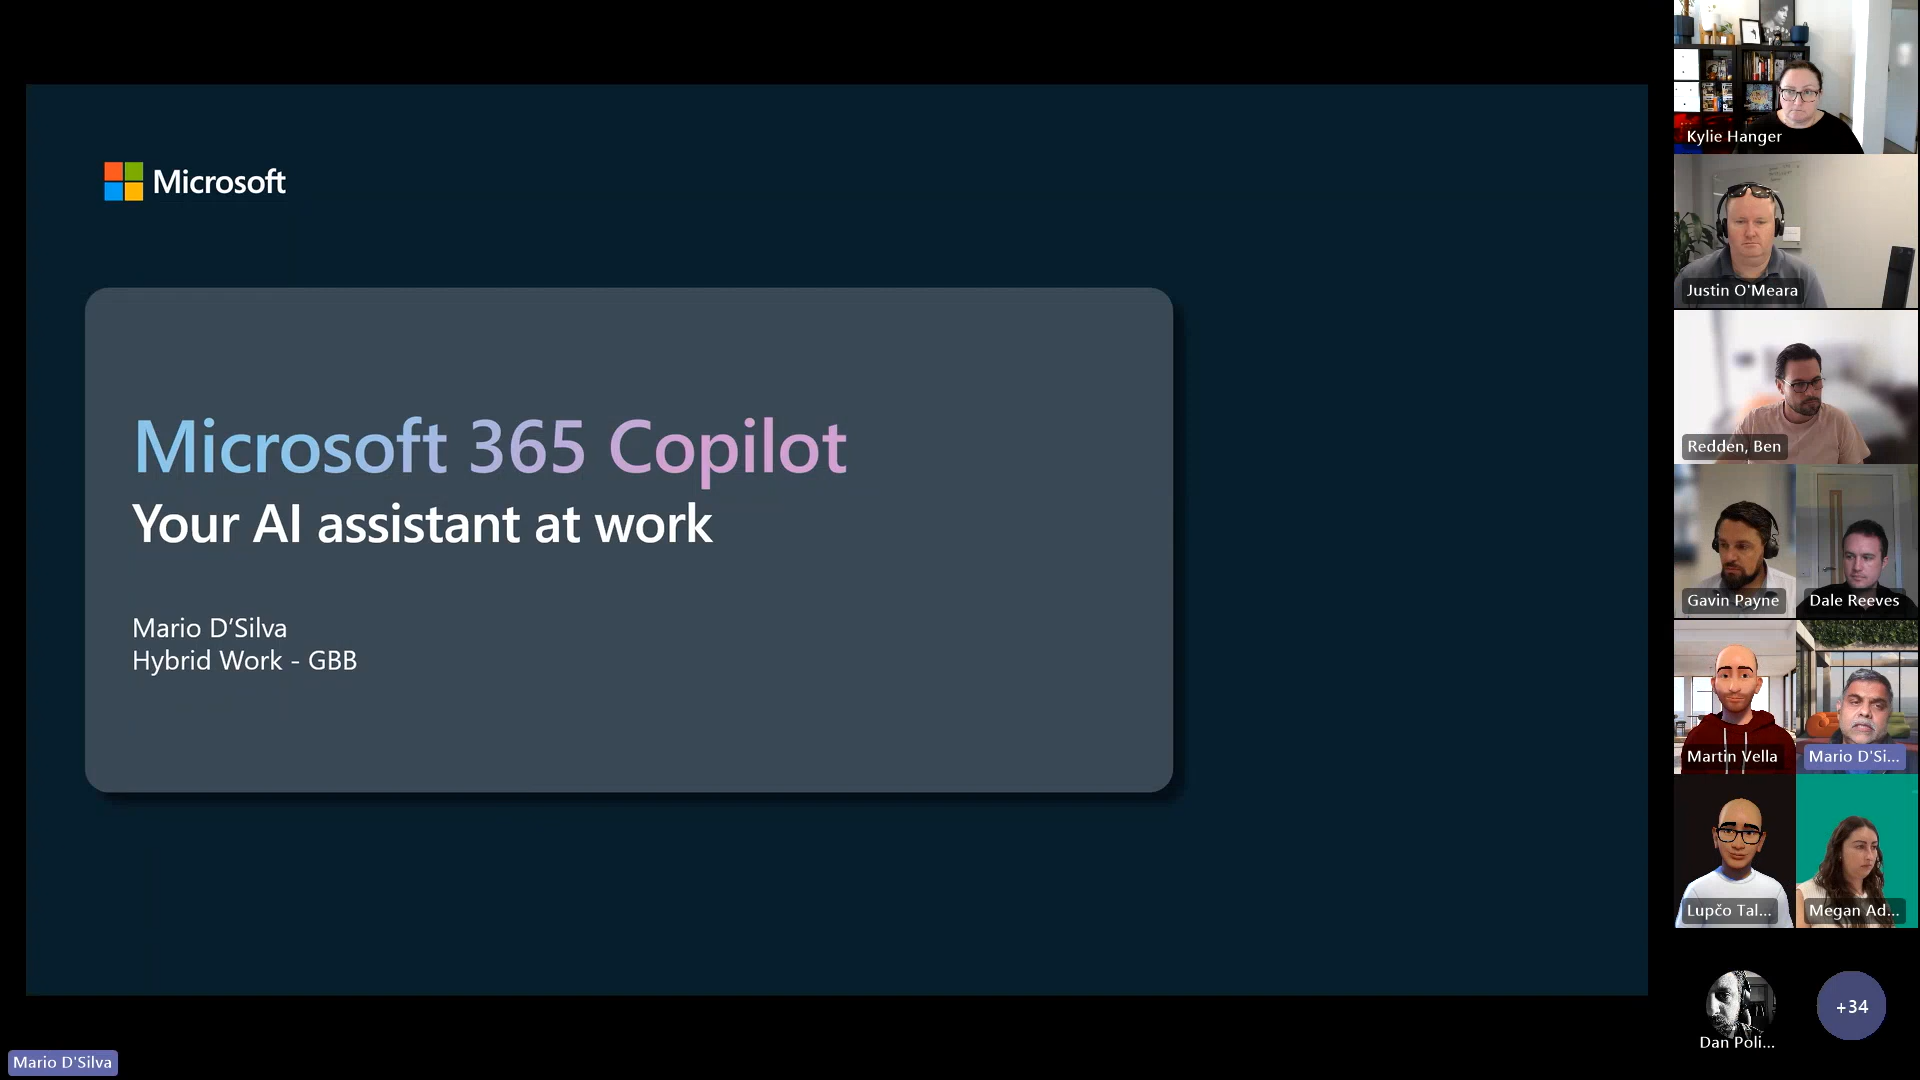 Microsoft
Microsoft 365 Copilot
Your AI assistant at work
Mario D’Silva
Hybrid Work - GBB
Kylie Hanger
Justin O'Meara
Redden, Ben
Gavin Payne
Dale Reeves
Martin Vella
Mario D'Si...
Lupčo Tal...
Megan Ad...
Dan Poli...
+34
Mario D'Silva